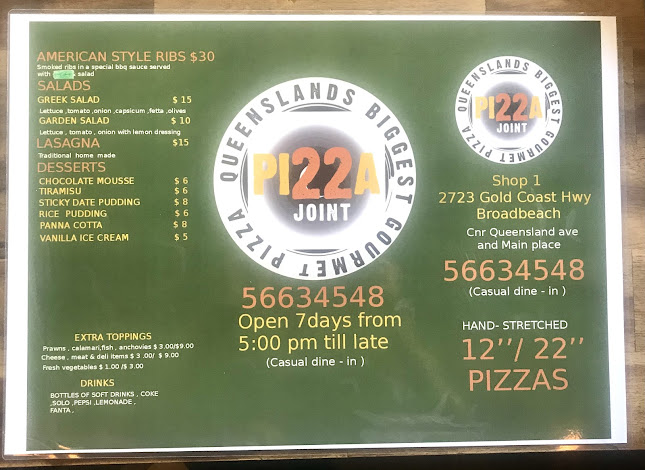 AMERICAN STYLE RIBS $30
Smoked ribs in a special bbq sauce served
with salad
SALADS
GREEK SALAD $ 15
Lettuce ,tomato ,onion ,capsicum ,fetta ,olives
GARDEN SALAD $ 10
Lettuce , tomato , onion with lemon dressing
LASAGNA $15
Traditional home made
DESSERTS
CHOCOLATE MOUSSE $ 6
TIRAMISU $ 6
STICKY DATE PUDDING $ 8
RICE PUDDING $ 6
PANNA COTTA $ 8
VANILLA ICE CREAM $ 5
EXTRA TOPPINGS
Prawns , calamari,fish , anchovies $ 3.00/$9.00
Cheese , meat & deli items $ 3 .00/ $ 9.00
Fresh vegetables $ 1.00 /$ 3.00
DRINKS
BOTTLES OF SOFT DRINKS , COKE
,SOLO ,PEPSI ,LEMONADE ,
FANTA ,
QUEENSLANDS BIGGEST GOURMET PIZZA
PI22A
JOINT
56634548
Open 7days from
5:00 pm till late
(Casual dine - in )
QUEENSLANDS BIGGEST GOURMET PIZZA
PI22A
JOINT
Shop 1
2723 Gold Coast Hwy
Broadbeach
Cnr Queensland ave
and Main place
56634548
(Casual dine - in )
HAND- STRETCHED
12’’/ 22’’
PIZZAS